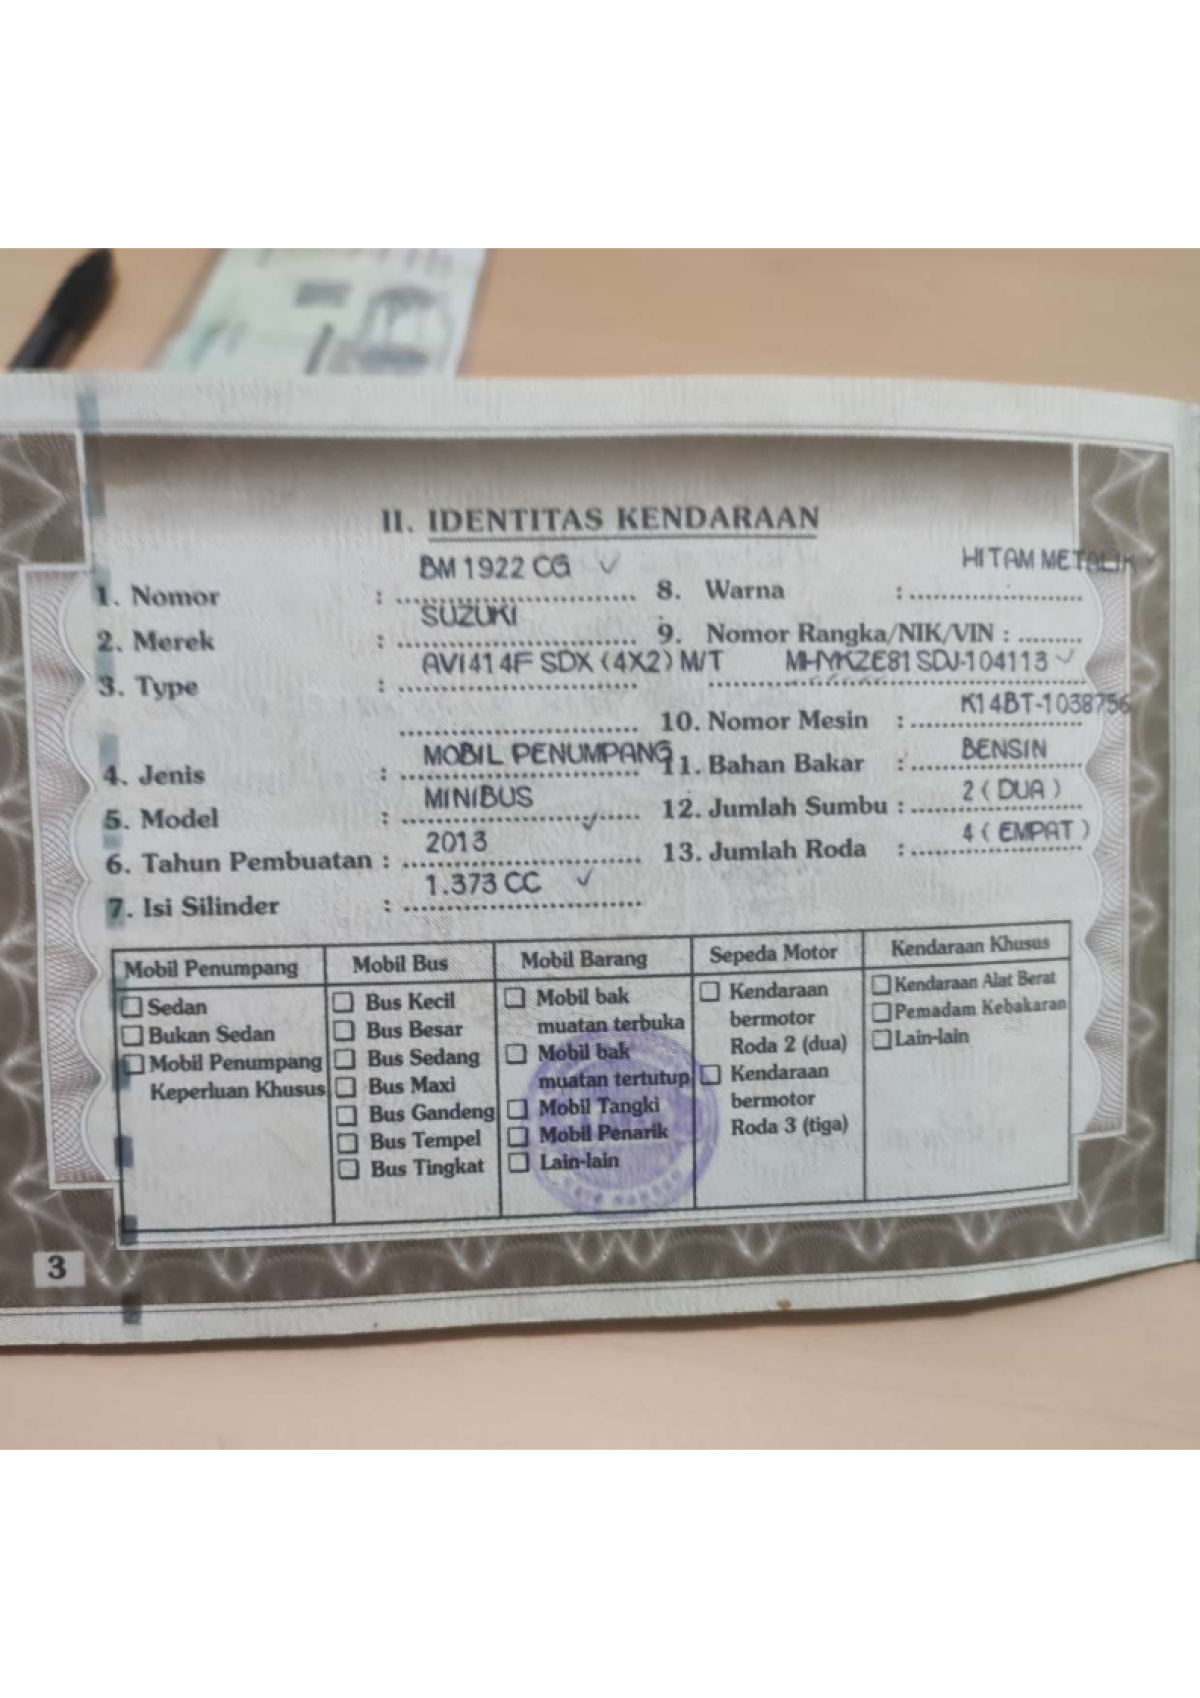 II. IDENTITAS KENDARAAN
1. Nomor : BM 1922 CG
2. Merek : SUZUKI
3. Type : AVI414F SDX (4X2) M/T
4. Jenis : MOBIL PENUMPANG
5. Model : MINIBUS
6. Tahun Pembuatan : 2013
7. Isi Silinder : 1.373 CC
8. Warna : HITAM METALIK
9. Nomor Rangka/NIK/VIN :
MHYKZE81SDJ-104113
10. Nomor Mesin : K14BT-1038756
11. Bahan Bakar : BENSIN
12. Jumlah Sumbu : 2 ( DUA )
13. Jumlah Roda : 4 ( EMPAT )
Mobil Penumpang
Sedan
Bukan Sedan
Mobil Penumpang
Keperluan Khusus
Mobil Bus
Bus Kecil
Bus Besar
Bus Sedang
Bus Maxi
Bus Gandeng
Bus Tempel
Bus Tingkat
Mobil Barang
Mobil bak
muatan terbuka
Mobil bak
muatan tertutup
Mobil Tangki
Mobil Penarik
Lain-lain
Sepeda Motor
Kendaraan
bermotor
Roda 2 (dua)
Kendaraan
bermotor
Roda 3 (tiga)
Kendaraan Khusus
Kendaraan Alat Berat
Pemadam Kebakaran
Lain-lain
3